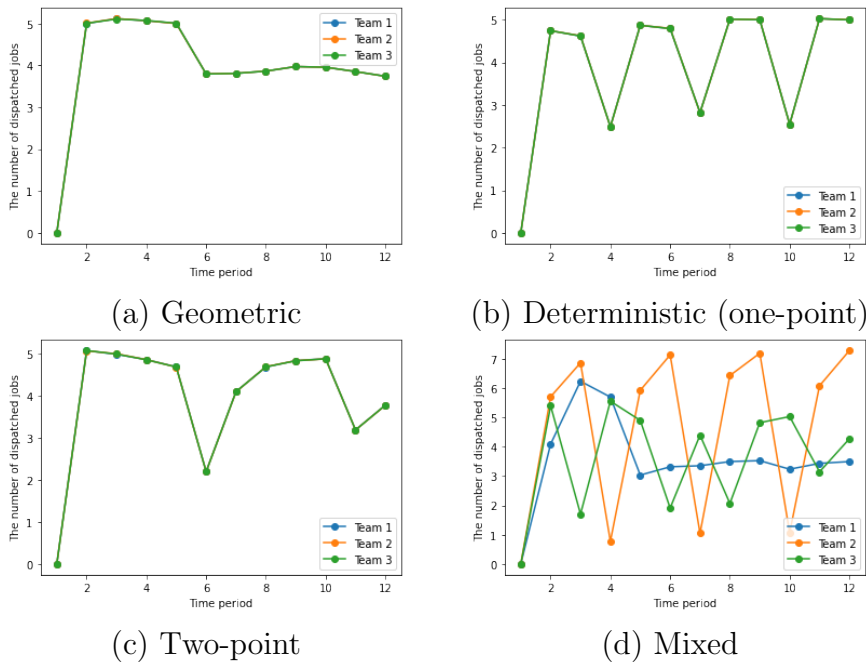 The number of dispatched jobs
5
4
3
2
1
0
Team 1
Team 2
Team 3
2 4 6 8 10 12
Time period
(a) Geometric
The number of dispatched jobs
5
4
3
2
1
0
Team 1
Team 2
Team 3
2 4 6 8 10 12
Time period
(b) Deterministic (one-point)
The number of dispatched jobs
5
4
3
2
1
0
Team 1
Team 2
Team 3
2 4 6 8 10 12
Time period
(c) Two-point
The number of dispatched jobs
7
6
5
4
3
2
1
0
Team 1
Team 2
Team 3
2 4 6 8 10 12
Time period
(d) Mixed